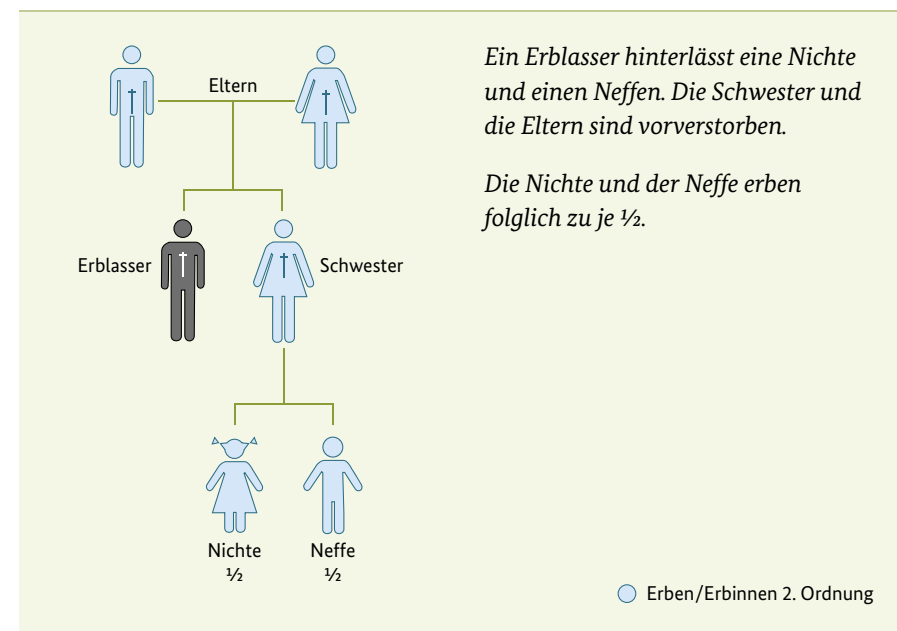 Eltern
Ein Erblasser hinterlässt eine Nichte
und einen Neffen. Die Schwester und
die Eltern sind vorverstorben.
Die Nichte und der Neffe erben
folglich zu je ½.
Erblasser
Schwester
Nichte
½
Neffe
½
Erben/Erbinnen 2. Ordnung